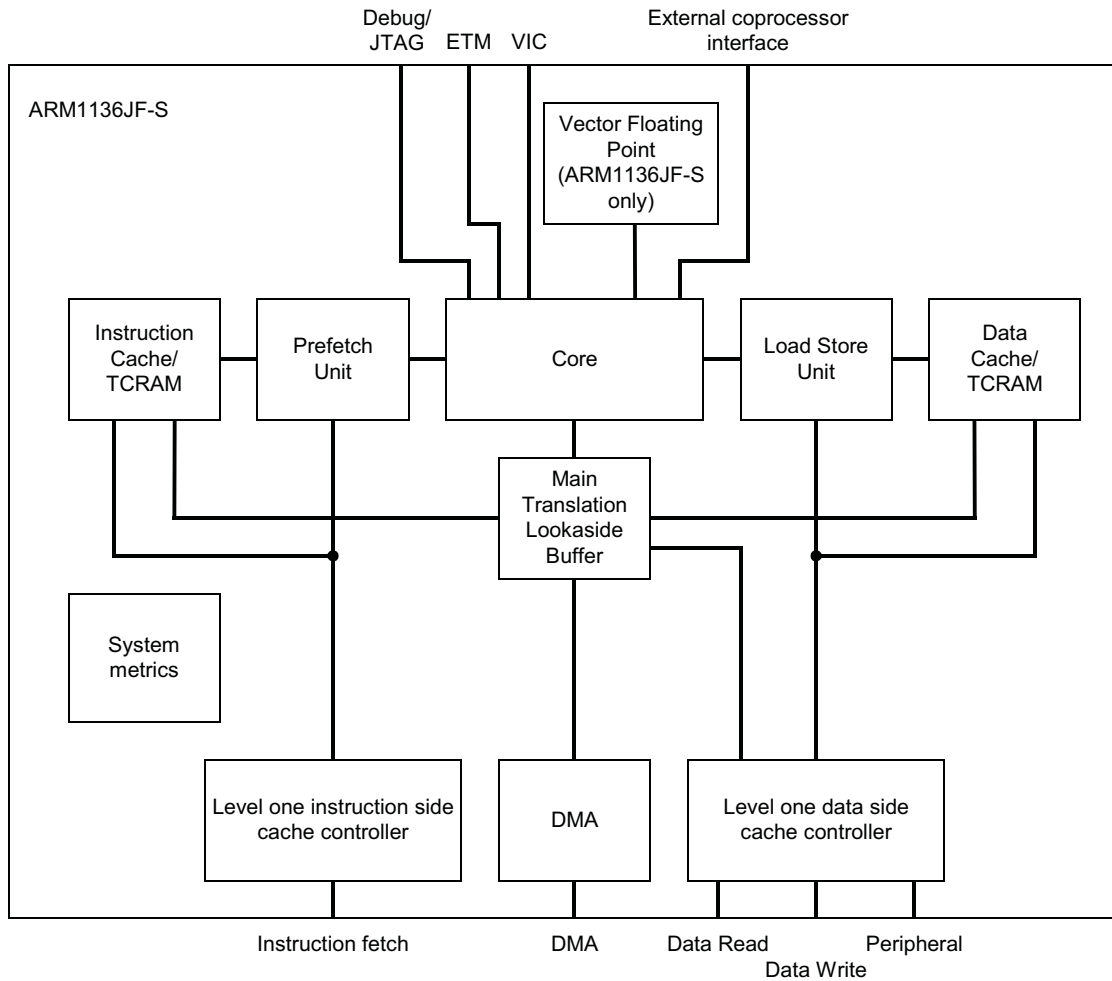 Debug/
JTAG
ETM
VIC
External coprocessor
interface
ARM1136JF-S
Vector Floating
Point
(ARM1136JF-S
only)
Instruction
Cache/
TCRAM
Prefetch
Unit
Core
Load Store
Unit
Data
Cache/
TCRAM
Main
Translation
Lookaside
Buffer
System
metrics
Level one instruction side
cache controller
DMA
Level one data side
cache controller
Instruction fetch
DMA
Data Read
Data Write
Peripheral